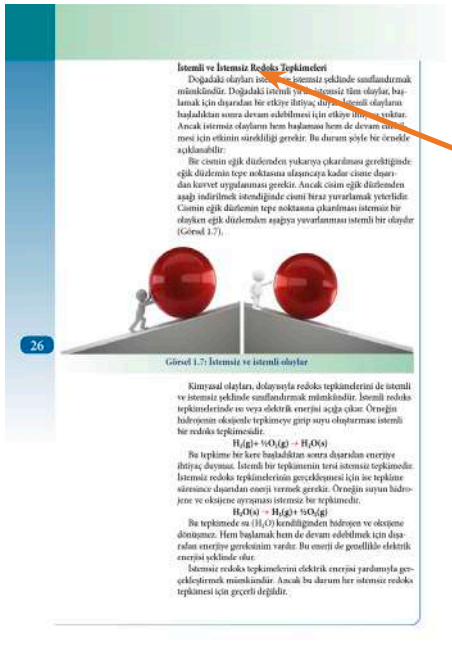 İstemli ve İstemsiz Redoks Tepkimeleri
Doğadaki olayları istemli ve istemsiz şeklinde sınıflandırmak
mümkündür. Doğadaki istemli ya da istemsiz tüm olaylar, baş-
lamak için dışarıdan bir etkiye ihtiyaç duyar. İstemli olayların
başladıktan sonra devam edebilmesi için etkiye ihtiyacı yoktur.
Ancak istemsiz olayların hem başlaması hem de devam edebil-
mesi için etkinin sürekliliği gerekir. Bu durum şöyle bir örnekle
açıklanabilir:
Bir cismin eğik düzlemden yukarıya çıkarılması gerektiğinde
eğik düzlemin tepe noktasına ulaşıncaya kadar cisme dışarı-
dan kuvvet uygulanması gerekir. Ancak cisim eğik düzlemden
aşağı indirilmek istendiğinde cismi biraz yuvarlamak yeterlidir.
Cismin eğik düzlemin tepe noktasına çıkarılması istemsiz bir
olayken eğik düzlemden aşağıya yuvarlanması istemli bir olaydır
(Görsel 1.7).
26
Görsel 1.7: İstemsiz ve istemli olaylar
Kimyasal olayları, dolayısıyla redoks tepkimelerini de istemli
ve istemsiz şeklinde sınıflandırmak mümkündür. İstemli redoks
tepkimelerinde ısı veya elektrik enerjisi açığa çıkar. Örneğin
hidrojenin oksijenle tepkimeye girip suyu oluşturması istemli
bir redoks tepkimesidir.
H₂(g)+ ½O₂(g) → H₂O(s)
Bu tepkime bir kere başladıktan sonra dışarıdan enerjiye
ihtiyaç duymaz. İstemli bir tepkimenin tersi istemsiz tepkimedir.
İstemsiz redoks tepkimelerinin gerçekleşmesi için ise tepkime
süresince dışarıdan enerji vermek gerekir. Örneğin suyun hidro-
jene ve oksijene ayrışması istemsiz bir tepkimedir.
H₂O(s) → H₂(g)+ ½O₂(g)
Bu tepkimede su (H₂O) kendiliğinden hidrojen ve oksijene
dönüşmez. Hem başlamak hem de devam edebilmek için dışa-
rıdan enerjiye gereksinim vardır. Bu enerji de genellikle elektrik
enerjisi şeklinde olur.
İstemsiz redoks tepkimelerini elektrik enerjisi yardımıyla ger-
çekleştirmek mümkündür. Ancak bu durum her istemsiz redoks
tepkimesi için geçerli değildir.